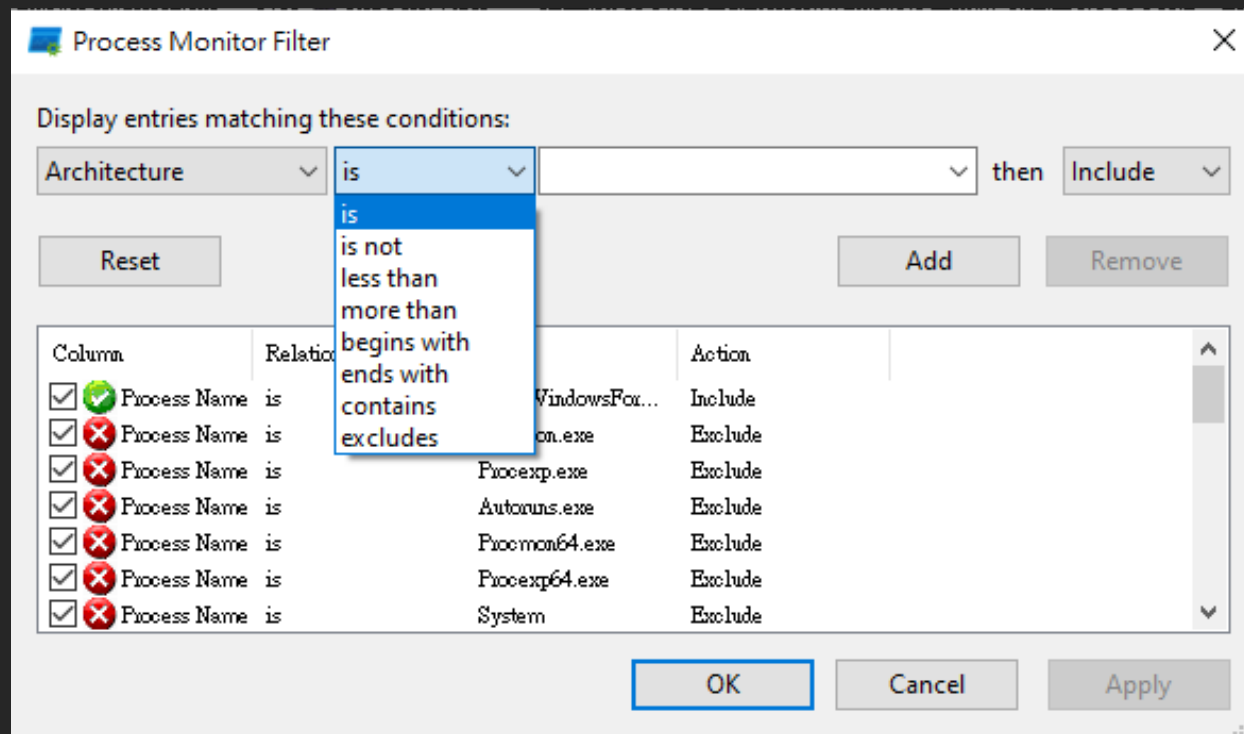 Process Monitor Filter
Display entries matching these conditions:
Architecture is then Include
is
is not
less than
more than
begins with
ends with
contains
excludes
Reset Add Remove
Column Action
Process Name is Include
Process Name is Exclude
Process Name is Procexp.exe Exclude
Process Name is Autoruns.exe Exclude
Process Name is Procmon64.exe Exclude
Process Name is Procexp64.exe Exclude
Process Name is System Exclude
OK Cancel Apply